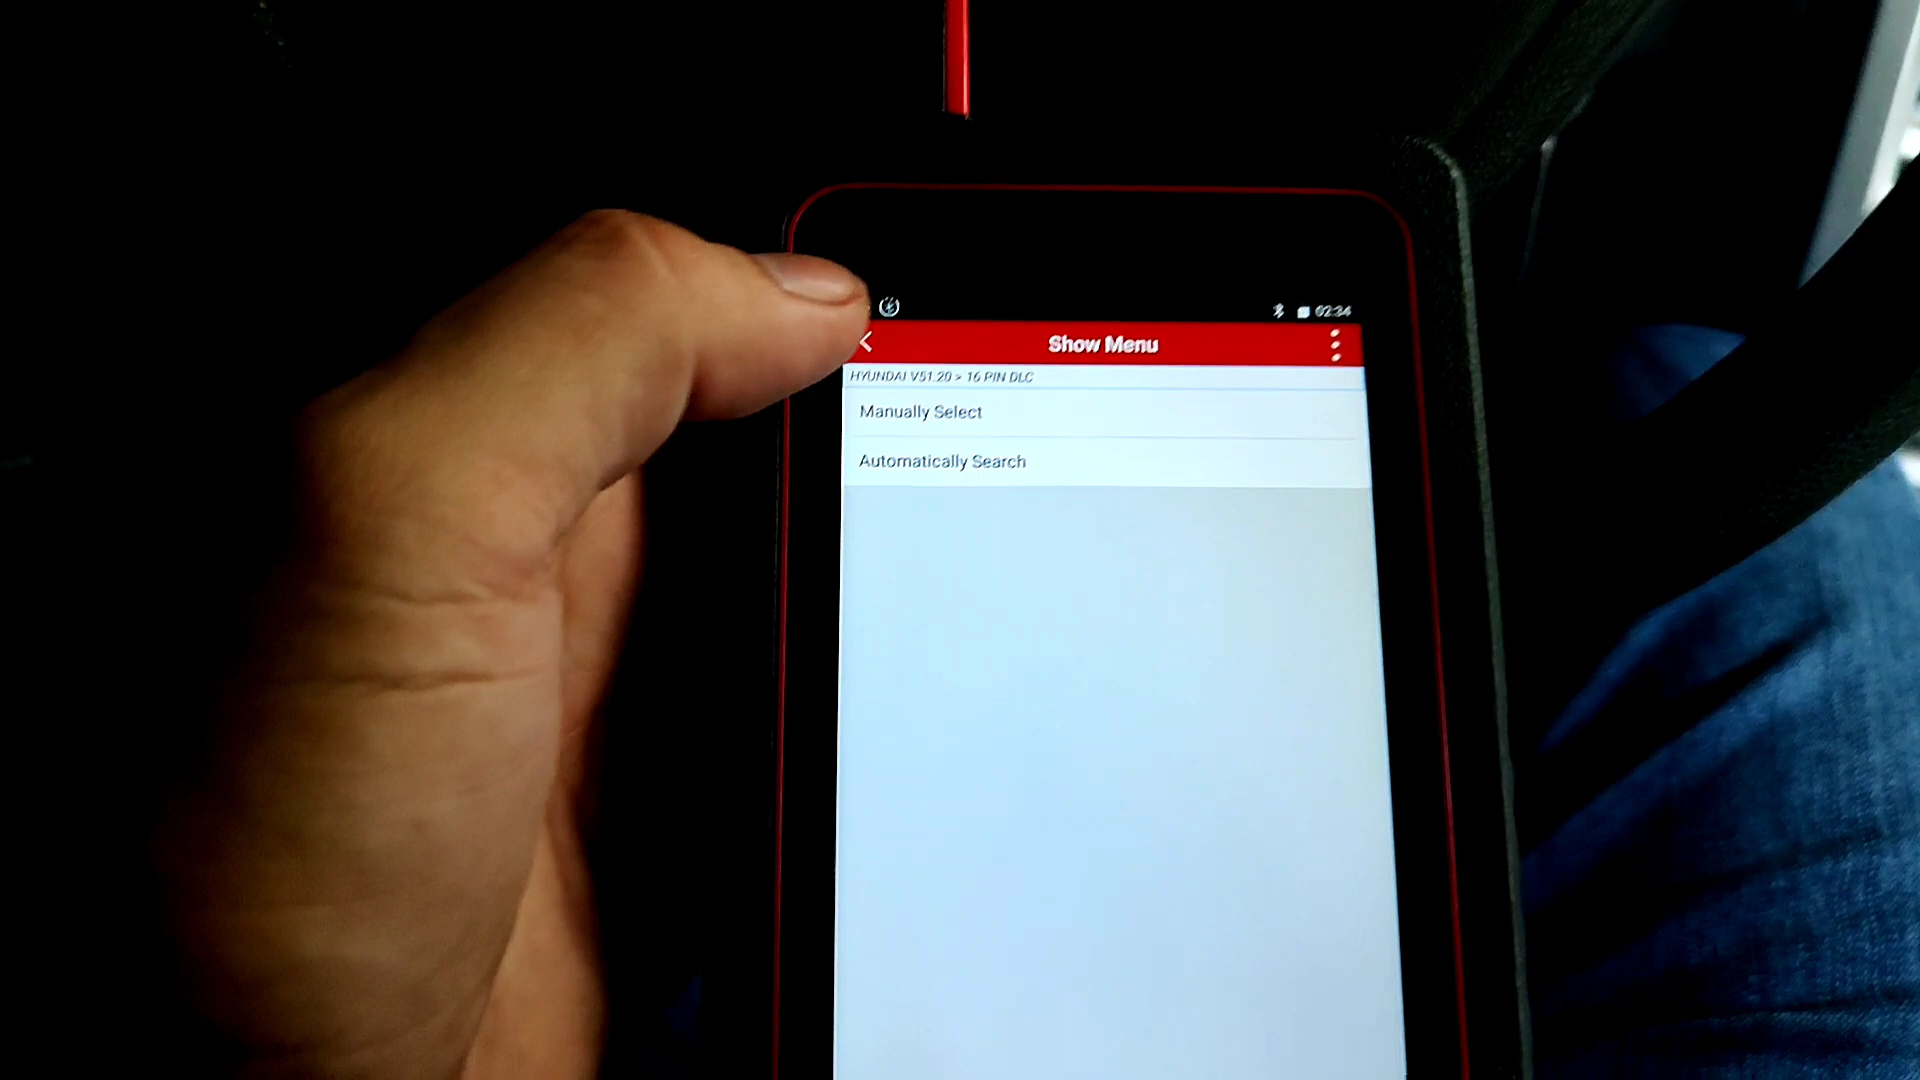 02:34
Show Menu
HYUNDAI V51.20 > 16 PIN DLC
Manually Select
Automatically Search